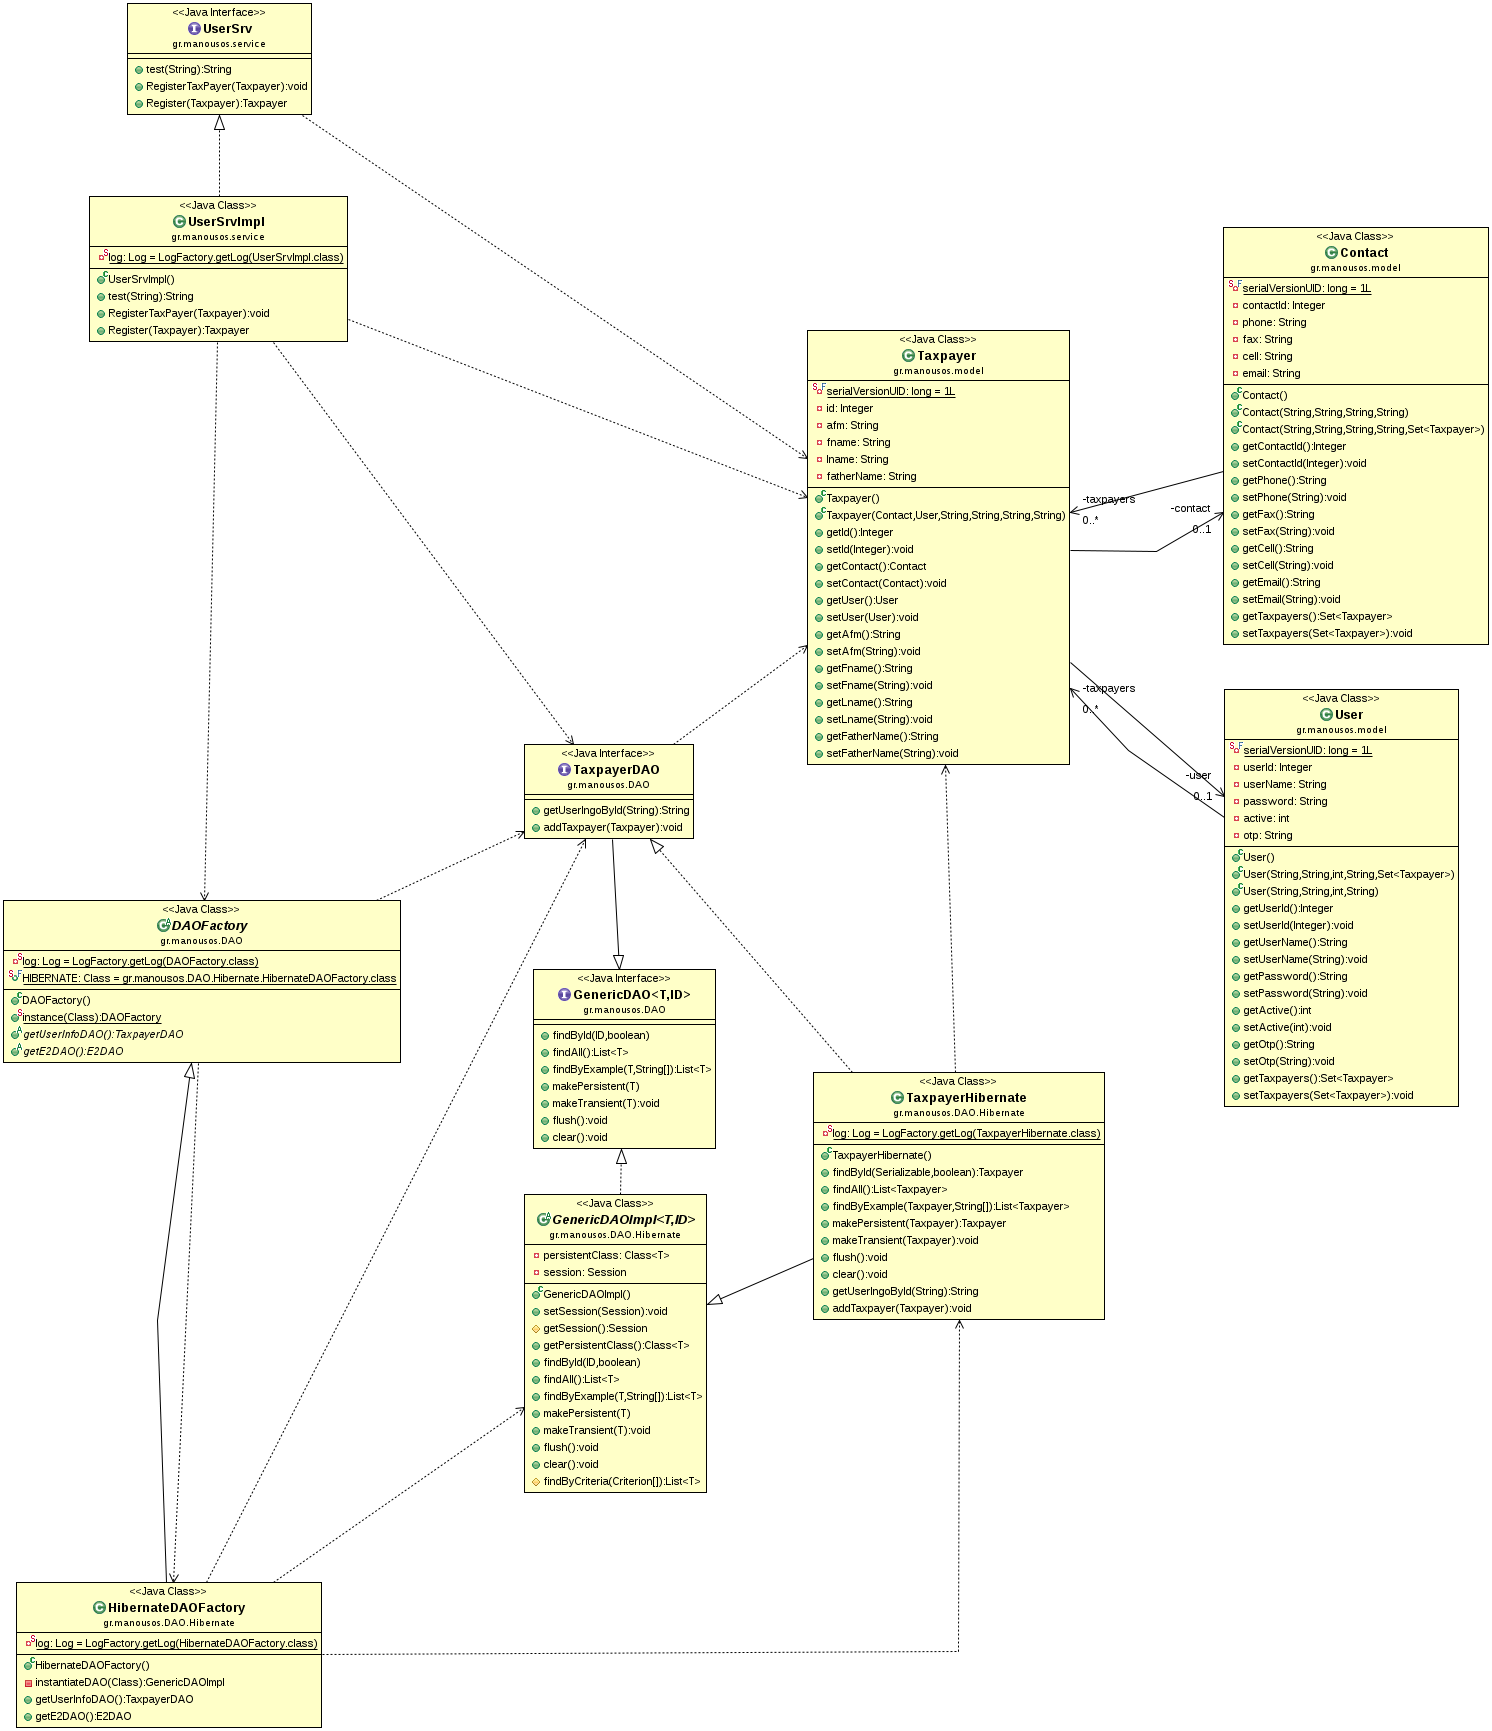 <<Java Interface>>
UserSrv
gr.manousos.service
test(String):String
RegisterTaxPayer(Taxpayer):void
Register(Taxpayer):Taxpayer
<<Java Class>>
UserSrvImpl
gr.manousos.service
log: Log = LogFactory.getLog(UserSrvImpl.class)
UserSrvImpl()
test(String):String
RegisterTaxPayer(Taxpayer):void
Register(Taxpayer):Taxpayer
<<Java Class>>
Contact
gr.manousos.model
serialVersionUID: long = 1L
contactId: Integer
phone: String
fax: String
cell: String
email: String
Contact()
Contact(String,String,String,String)
Contact(String,String,String,String,Set<Taxpayer>)
getContactId():Integer
setContactId(Integer):void
getPhone():String
setPhone(String):void
getFax():String
setFax(String):void
getCell():String
setCell(String):void
getEmail():String
setEmail(String):void
getTaxpayers():Set<Taxpayer>
setTaxpayers(Set<Taxpayer>):void
<<Java Class>>
Taxpayer
gr.manousos.model
serialVersionUID: long = 1L
id: Integer
afm: String
fname: String
lname: String
fatherName: String
Taxpayer()
Taxpayer(Contact,User,String,String,String,String)
getId():Integer
setId(Integer):void
getContact():Contact
setContact(Contact):void
getUser():User
setUser(User):void
getAfm():String
setAfm(String):void
getFname():String
setFname(String):void
getLname():String
setLname(String):void
getFatherName():String
setFatherName(String):void
-taxpayers
0..*
-contact
0..1
-taxpayers
0..*
-user
0..1
<<Java Class>>
User
gr.manousos.model
serialVersionUID: long = 1L
userId: Integer
userName: String
password: String
active: int
otp: String
User()
User(String,String,int,String,Set<Taxpayer>)
User(String,String,int,String)
getUserId():Integer
setUserId(Integer):void
getUserName():String
setUserName(String):void
getPassword():String
setPassword(String):void
getActive():int
setActive(int):void
getOtp():String
setOtp(String):void
getTaxpayers():Set<Taxpayer>
setTaxpayers(Set<Taxpayer>):void
<<Java Interface>>
TaxpayerDAO
gr.manousos.DAO
getUserIngoById(String):String
addTaxpayer(Taxpayer):void
<<Java Class>>
DAOFactory
gr.manousos.DAO
log: Log = LogFactory.getLog(DAOFactory.class)
HIBERNATE: Class = gr.manousos.DAO.Hibernate.HibernateDAOFactory.class
DAOFactory()
instance(Class):DAOFactory
getUserInfoDAO():TaxpayerDAO
getE2DAO():E2DAO
<<Java Interface>>
GenericDAO<T,ID>
gr.manousos.DAO
findById(ID,boolean)
findAll():List<T>
findByExample(T,String[]):List<T>
makePersistent(T)
makeTransient(T):void
flush():void
clear():void
<<Java Class>>
TaxpayerHibernate
gr.manousos.DAO.Hibernate
log: Log = LogFactory.getLog(TaxpayerHibernate.class)
TaxpayerHibernate()
findById(Serializable,boolean):Taxpayer
findAll():List<Taxpayer>
findByExample(Taxpayer,String[]):List<Taxpayer>
makePersistent(Taxpayer):Taxpayer
makeTransient(Taxpayer):void
flush():void
clear():void
getUserIngoById(String):String
addTaxpayer(Taxpayer):void
<<Java Class>>
GenericDAOImpl<T,ID>
gr.manousos.DAO.Hibernate
persistentClass: Class<T>
session: Session
GenericDAOImpl()
setSession(Session):void
getSession():Session
getPersistentClass():Class<T>
findById(ID,boolean)
findAll():List<T>
findByExample(T,String[]):List<T>
makePersistent(T)
makeTransient(T):void
flush():void
clear():void
findByCriteria(Criterion[]):List<T>
<<Java Class>>
HibernateDAOFactory
gr.manousos.DAO.Hibernate
log: Log = LogFactory.getLog(HibernateDAOFactory.class)
HibernateDAOFactory()
instantiateDAO(Class):GenericDAOImpl
getUserInfoDAO():TaxpayerDAO
getE2DAO():E2DAO